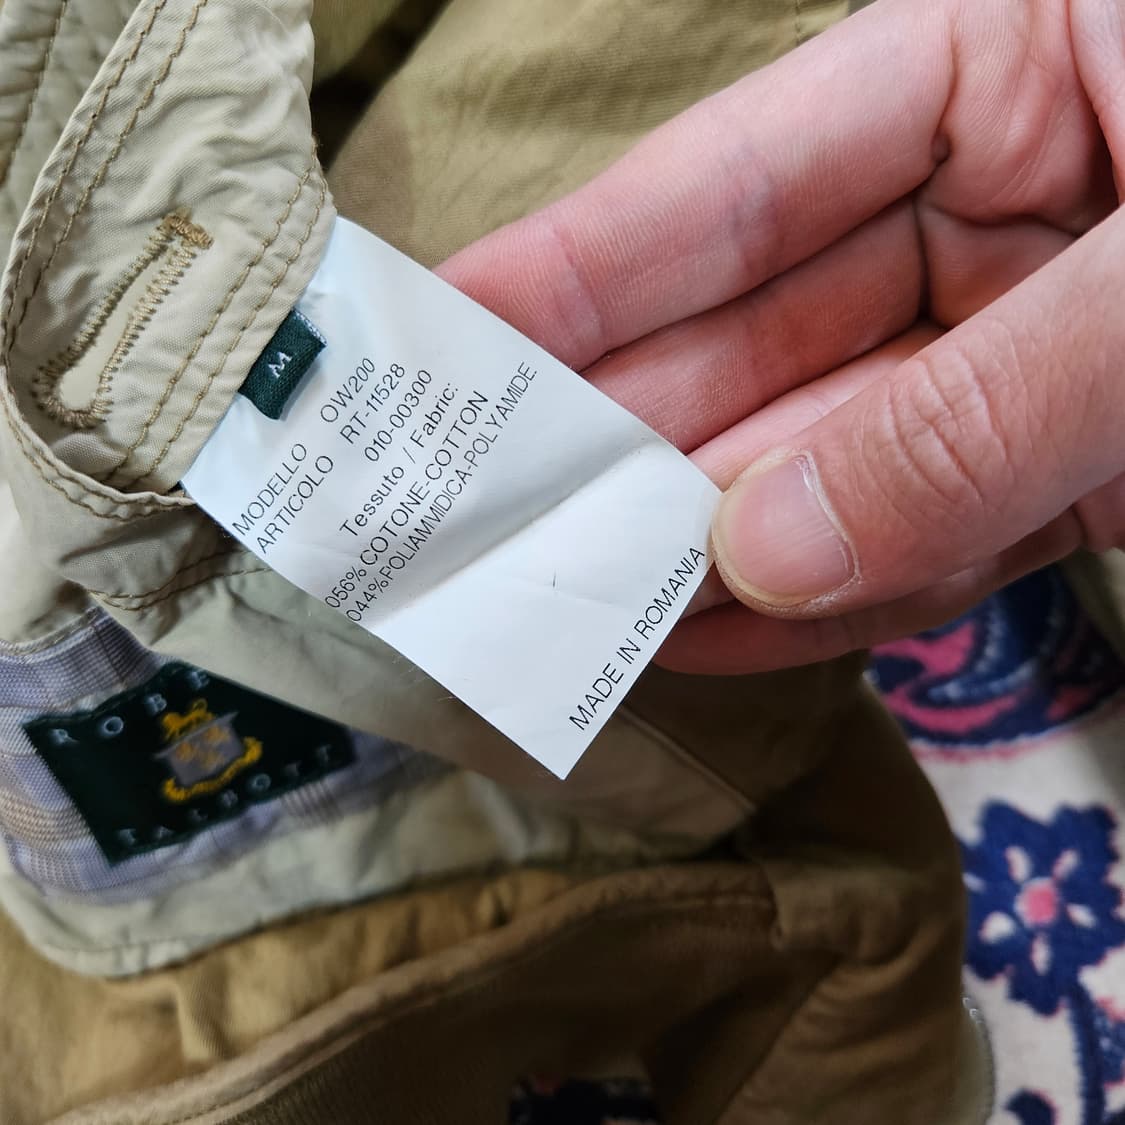 M
MODELLO OW200
ARTICOLO RT-11528
010-00300
Tessuto / Fabric:
056%COTONE-COTTON
044%POLIAMVIDICA-POLYAMIDE.
MADE IN ROMANIA
ROBE
TALBOTT